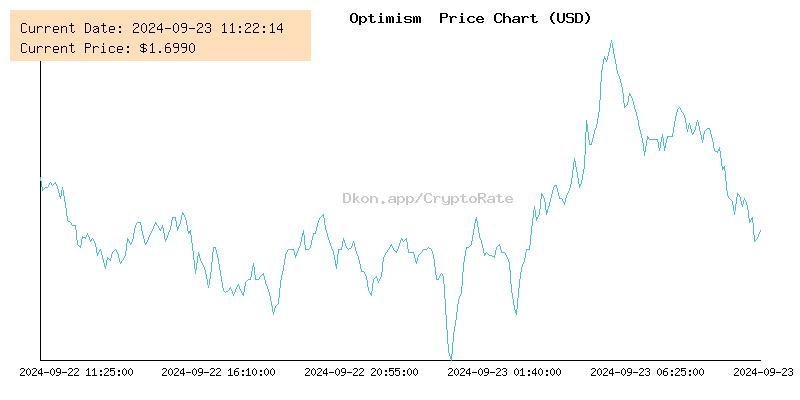 Optimism  Price Chart (USD)
Current Date: 2024-09-23 11:22:14
Current Price: $1.6990
Dkon.app/CryptoRate
2024-09-22 11:25:00 2024-09-22 16:10:00 2024-09-22 20:55:00 2024-09-23 01:40:00 2024-09-23 06:25:00 2024-09-23